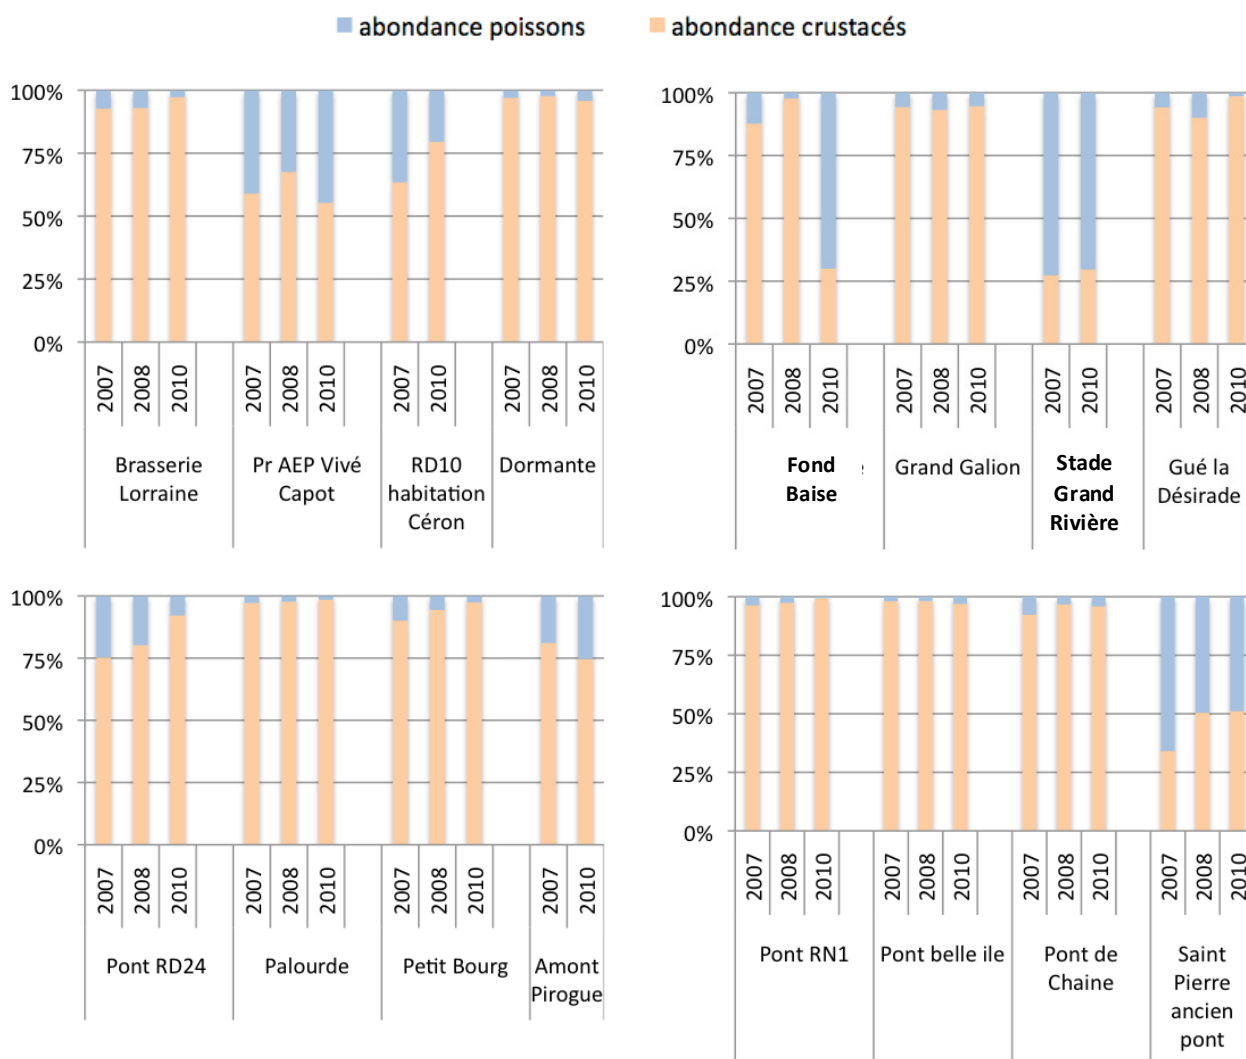 abondance poissons
abondance crustacés
100%
75%
50%
25%
0%
2007
2008
2010
2007
2008
2010
2007
2010
2007
2008
2010
Brasserie
Lorraine
Pr AEP Vivé
Capot
RD10
habitation
Céron
Dormante
100%
75%
50%
25%
0%
2007
2008
2010
2007
2008
2010
2007
2010
2007
2008
2010
Fond
Baise
Grand Galion
Stade
Grand
Rivière
Gué la
Désirade
100%
75%
50%
25%
0%
2007
2008
2010
2007
2008
2010
2007
2008
2010
2007
2010
Pont RD24
Palourde
Petit Bourg
Amont
Pirogue
100%
75%
50%
25%
0%
2007
2008
2010
2007
2008
2010
2007
2008
2010
2007
2008
2010
Pont RN1
Pont belle ile
Pont de
Chaine
Saint
Pierre
ancien
pont